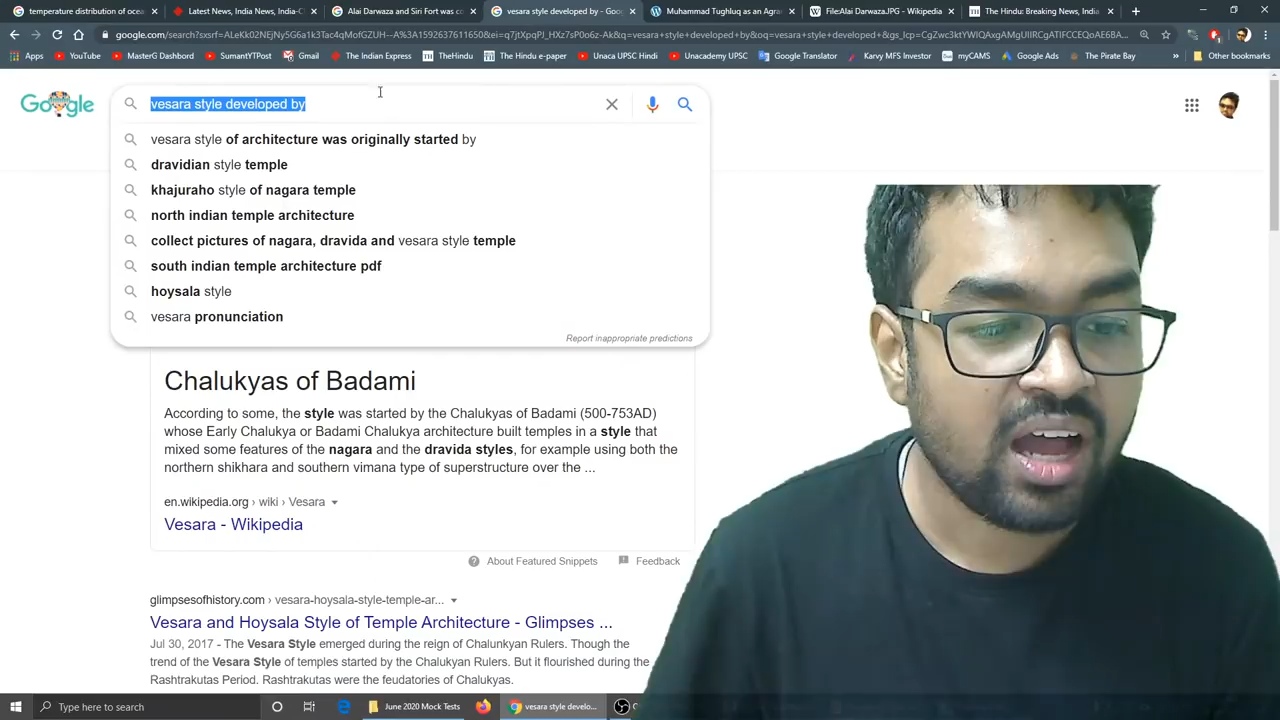 temperature distribution of ocea
Latest News, India News, India-C
Alai Darwaza and Siri Fort was co
vesara style developed by - Goo
Muhammad Tughluq as an Agra
File:Alai Darwaza.JPG - Wikipedia
The Hindu: Breaking News, India
Apps
YouTube
MasterG Dashboard
SumantYTPost
Gmail
The Indian Express
TheHindu
The Hindu e-paper
Unaca UPSC Hindi
Unacademy UPSC
Google Translator
Karvy MFS Investor
myCAMS
Google Ads
The Pirate Bay
Other bookmarks
Google
vesara style developed by
vesara style of architecture was originally started by
dravidian style temple
khajuraho style of nagara temple
north indian temple architecture
collect pictures of nagara, dravida and vesara style temple
south indian temple architecture pdf
hoysala style
vesara pronunciation
Report inappropriate predictions
Chalukyas of Badami
According to some, the style was started by the Chalukyas of Badami (500-753AD)
whose Early Chalukya or Badami Chalukya architecture built temples in a style that
mixed some features of the nagara and the dravida styles, for example using both the
northern shikhara and southern vimana type of superstructure over the ...
en.wikipedia.org › wiki › Vesara
Vesara - Wikipedia
About Featured Snippets
Feedback
glimpsesofhistory.com › vesara-hoysala-style-temple-ar...
Vesara and Hoysala Style of Temple Architecture - Glimpses ...
Jul 30, 2017 - The Vesara Style emerged during the reign of Chalunkyan Rulers. Though the
trend of the Vesara Style of temples started by the Chalukyan Rulers. But it flourished during the
Rashtrakutas Period. Rashtrakutas were the feudatories of Chalukyas.
Type here to search
June 2020 Mock Tests
vesara style develo...